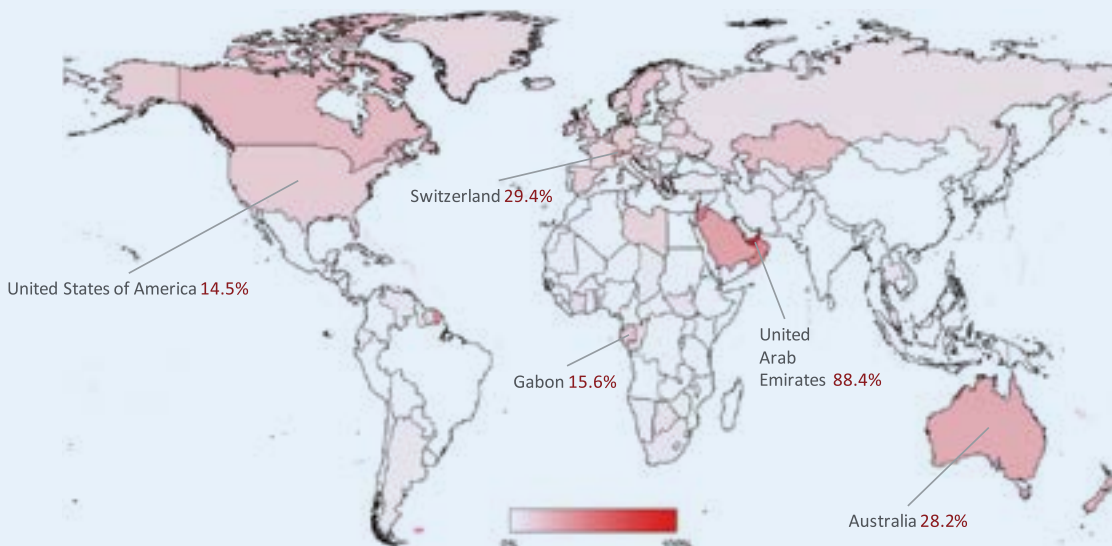 Switzerland 29.4%
United States of America 14.5%
United
Arab
Emirates 88.4%
Gabon 15.6%
Australia 28.2%